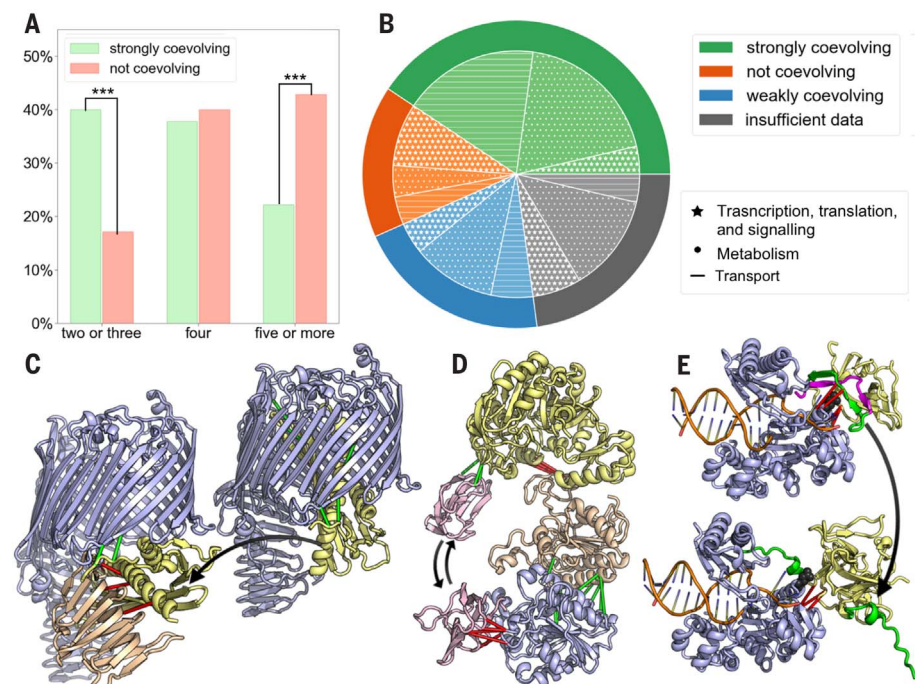 A
50%
40%
30%
20%
10%
0%
strongly coevolving
not coevolving
***
***
two or three
four
five or more
B
strongly coevolving
not coevolving
weakly coevolving
insufficient data
Trasncription, translation,
and signalling
Metabolism
Transport
C
D
E